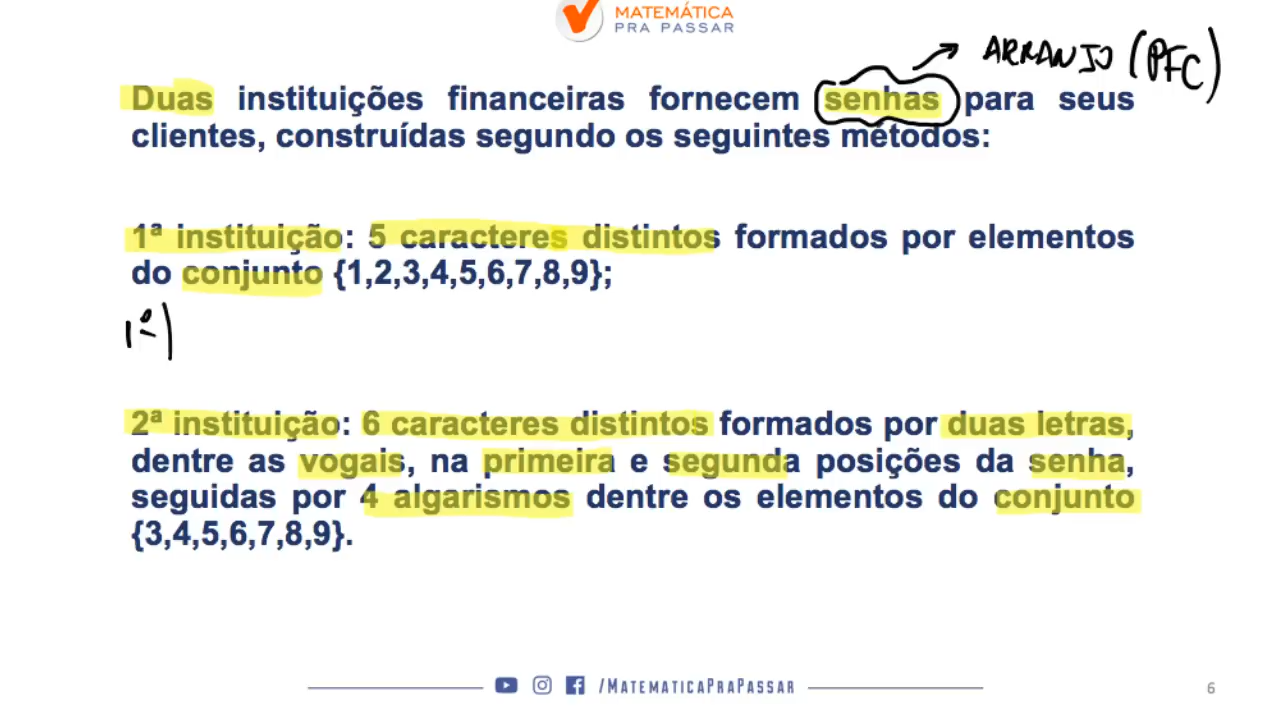 MATEMÁTICA
PRA PASSAR
ARRANJO (PFC)
Duas instituições financeiras fornecem senhas para seus
clientes, construídas segundo os seguintes métodos:
1ª instituição: 5 caracteres distintos formados por elementos
do conjunto {1,2,3,4,5,6,7,8,9};
1º)
2ª instituição: 6 caracteres distintos formados por duas letras,
dentre as vogais, na primeira e segunda posições da senha,
seguidas por 4 algarismos dentre os elementos do conjunto
{3,4,5,6,7,8,9}.
/MATEMATICAPRAPASSAR
6